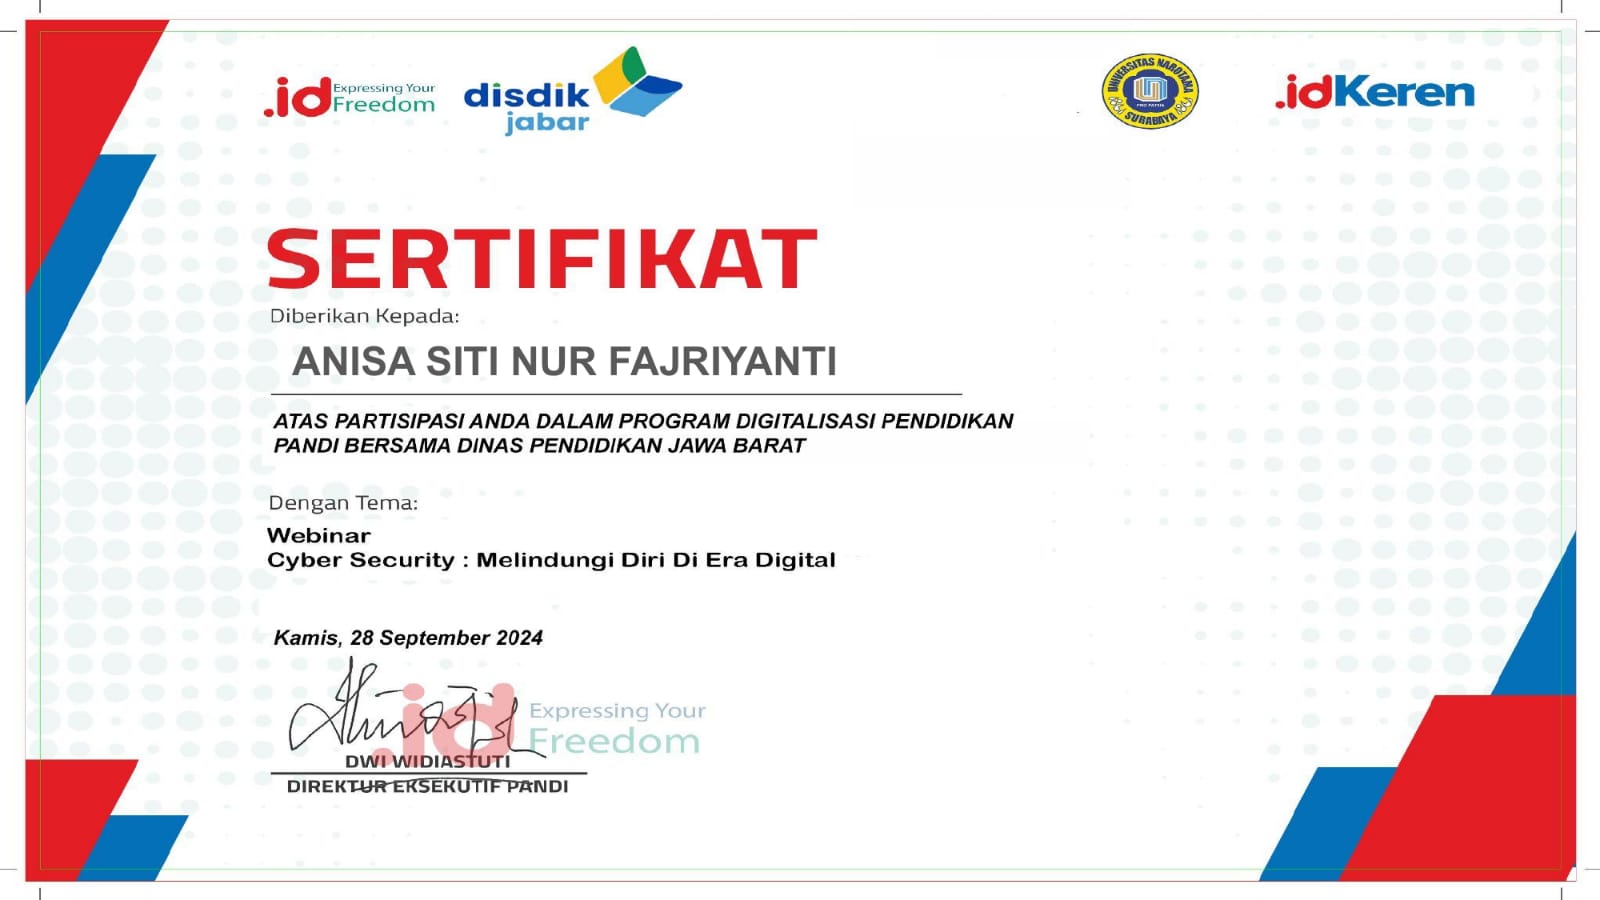 .id Expressing Your Freedom
disdik jabar
UNIVERSITAS NAROTAMA
PRO PATRIA
SURABAYA
.idKeren
SERTIFIKAT
Diberikan Kepada:
ANISA SITI NUR FAJRIYANTI
ATAS PARTISIPASI ANDA DALAM PROGRAM DIGITALISASI PENDIDIKAN
PANDI BERSAMA DINAS PENDIDIKAN JAWA BARAT
Dengan Tema:
Webinar
Cyber Security : Melindungi Diri Di Era Digital
Kamis, 28 September 2024
.id Expressing Your Freedom
DWI WIDIASTUTI
DIREKTUR EKSEKUTIF PANDI